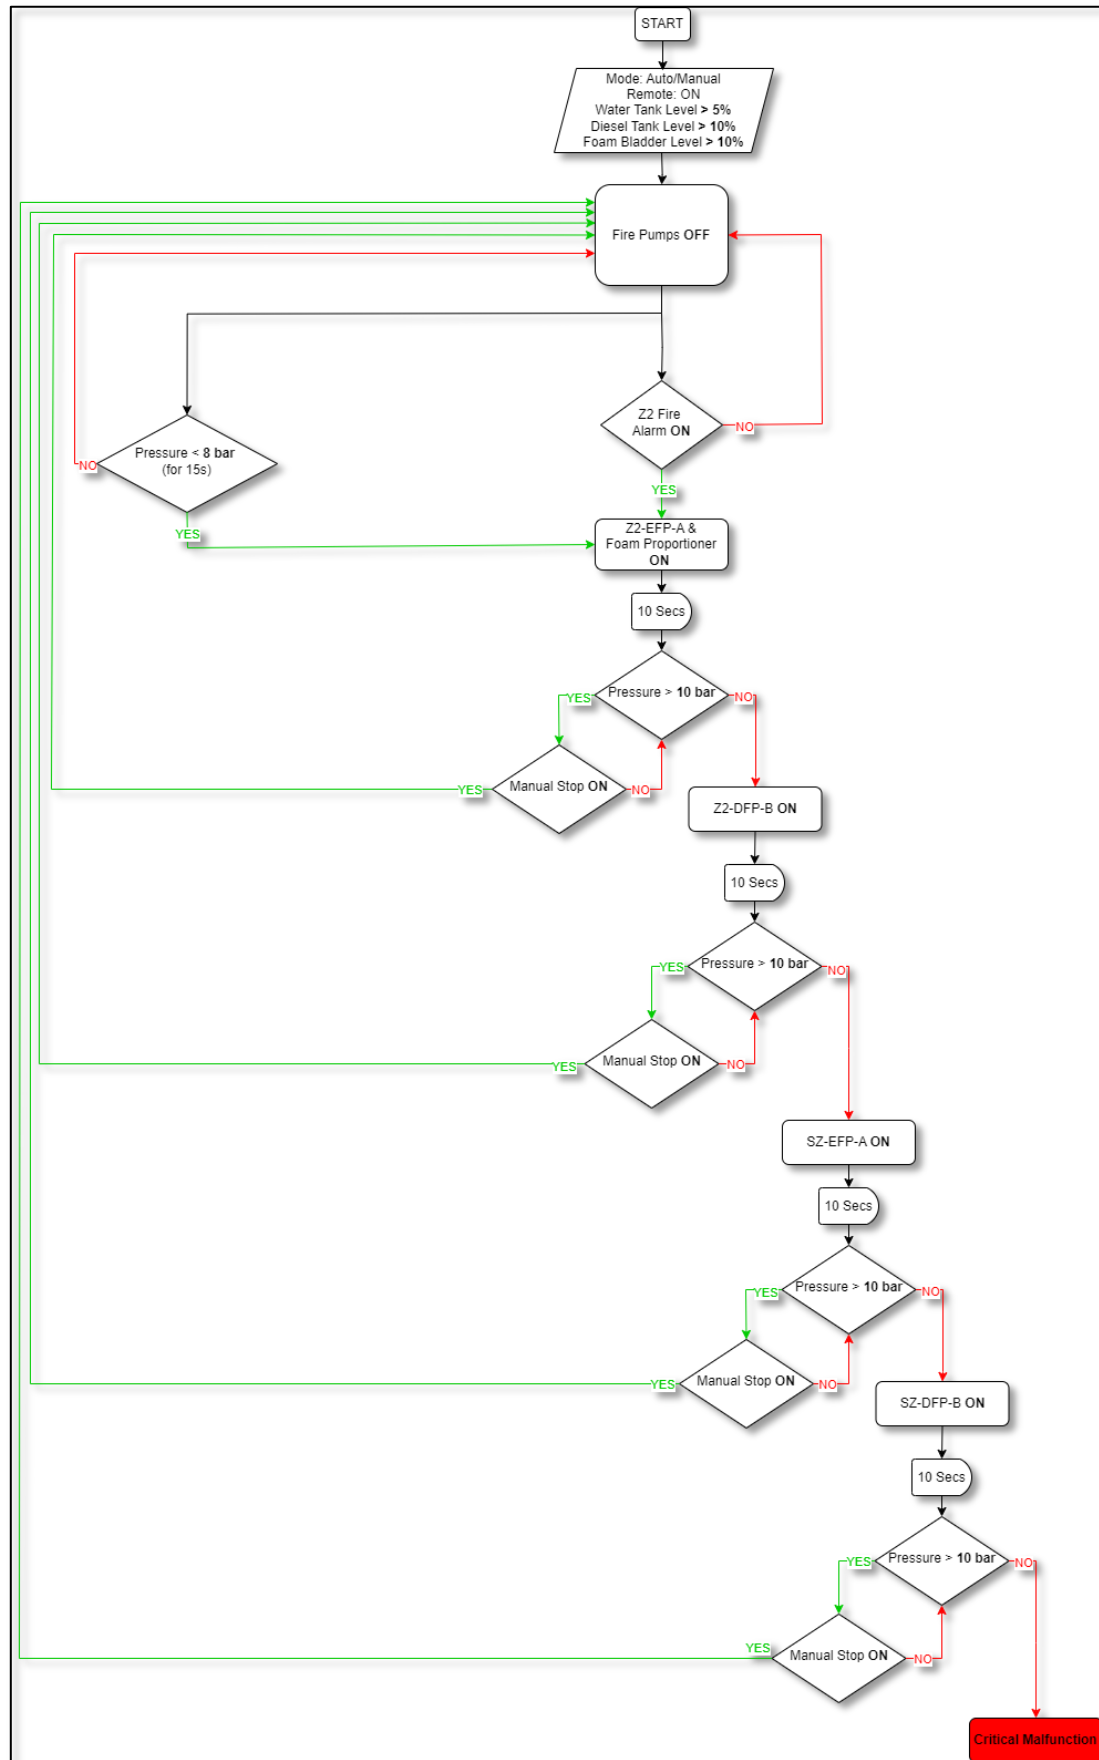 START
Mode: Auto/Manual
Remote: ON
Water Tank Level > 5%
Diesel Tank Level > 10%
Foam Bladder Level > 10%
Fire Pumps OFF
Z2 Fire
Alarm ON
NO
Pressure < 8 bar
(for 15s)
NO
YES
YES
Z2-EFP-A &
Foam Proportioner
ON
10 Secs
Pressure > 10 bar
YES
NO
Manual Stop ON
YES
NO
Z2-DFP-B ON
10 Secs
Pressure > 10 bar
YES
NO
Manual Stop ON
YES
NO
SZ-EFP-A ON
10 Secs
Pressure > 10 bar
YES
NO
Manual Stop ON
YES
NO
SZ-DFP-B ON
10 Secs
Pressure > 10 bar
YES
NO
Manual Stop ON
YES
NO
Critical Malfunction